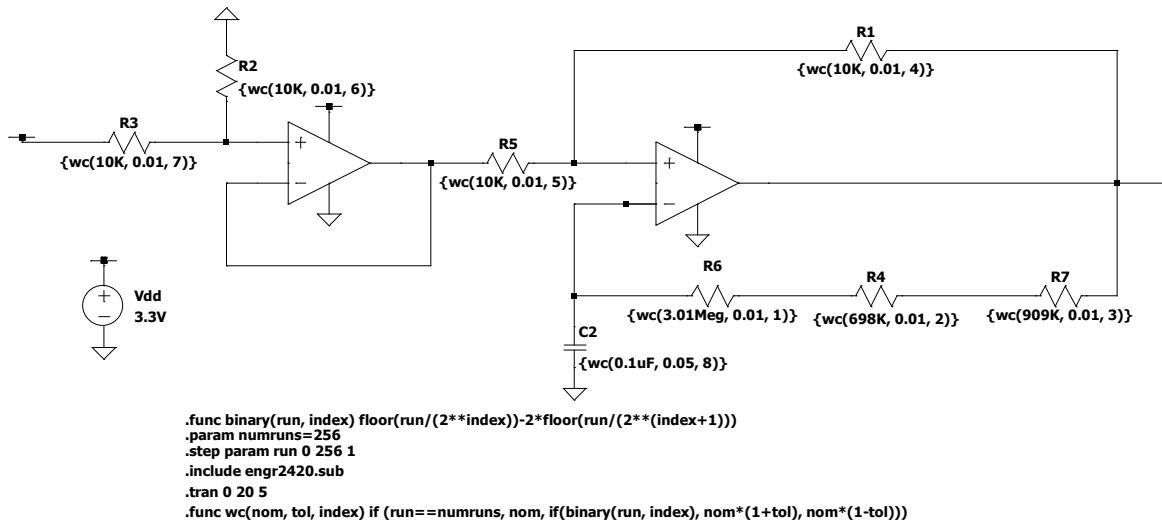 R1
{wc(10K, 0.01, 4)}
R2
{wc(10K, 0.01, 6)}
R3
{wc(10K, 0.01, 7)}
R5
{wc(10K, 0.01, 5)}
R6
{wc(3.01Meg, 0.01, 1)}
R4
{wc(698K, 0.01, 2)}
R7
{wc(909K, 0.01, 3)}
Vdd
3.3V
C2
{wc(0.1uF, 0.05, 8)}
.func binary(run, index) floor(run/(2**index))-2*floor(run/(2**(index+1)))
.param numruns=256
.step param run 0 256 1
.include engr2420.sub
.tran 0 20 5
.func wc(nom, tol, index) if (run==numruns, nom, if(binary(run, index), nom*(1+tol), nom*(1-tol)))